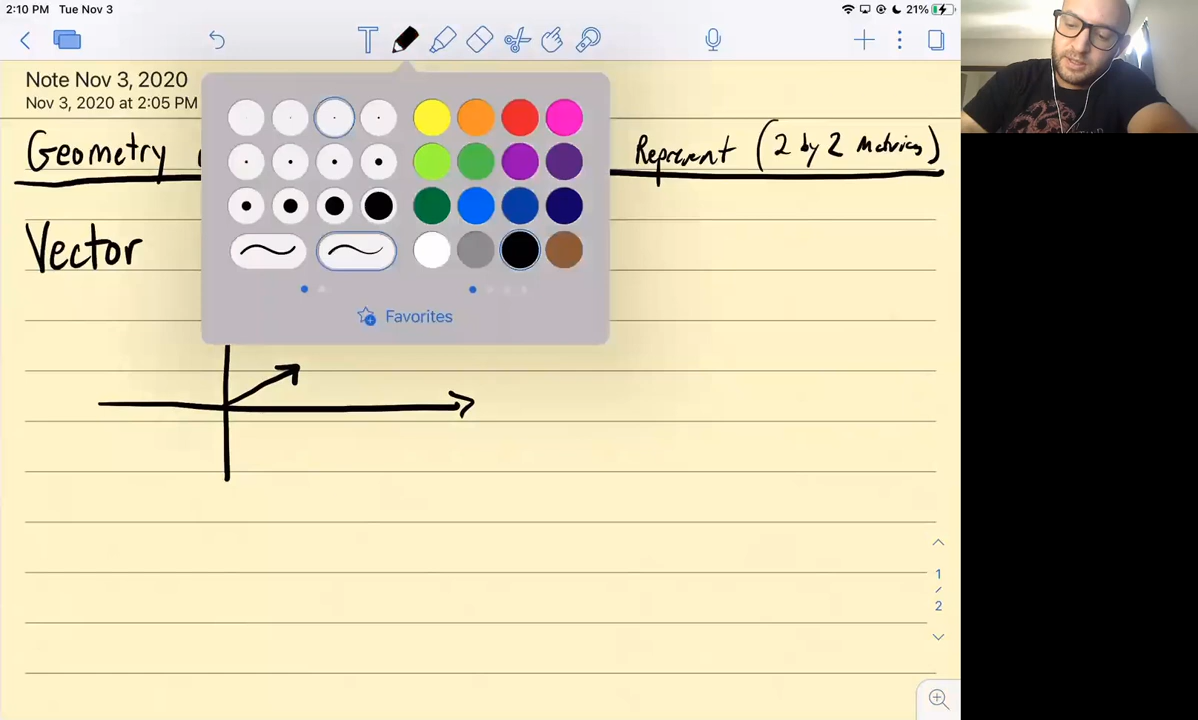 2:10 PM Tue Nov 3 21%
Note Nov 3, 2020
Nov 3, 2020 at 2:05 PM
Geometry Represent (2 by 2 Metrices)
Vector
Favorites
1
2